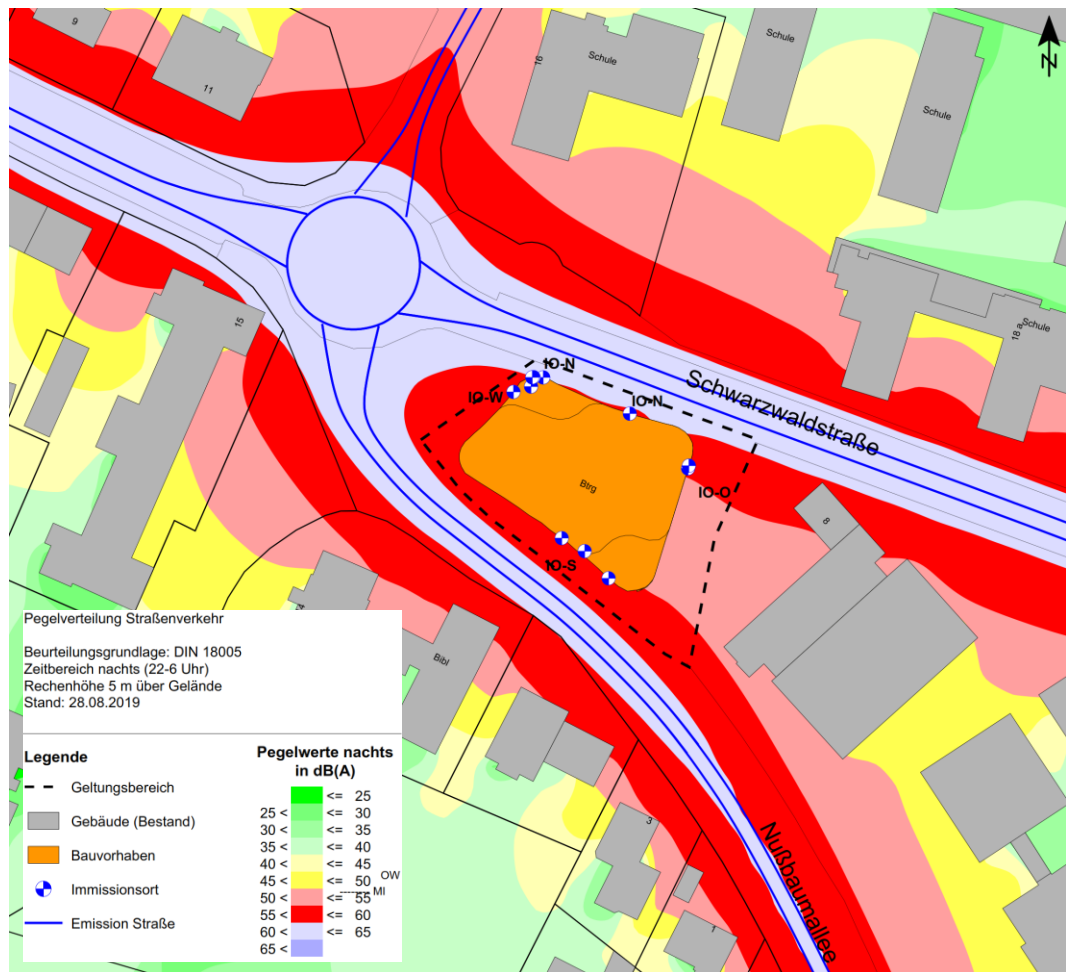 9
11
16
Schule
Schule
Schule
N
15
IO-N
IO-W
IO-N
Schwarzwaldstraße
18 a
Schule
Btrg
IO-O
8
IO-S
Bibl
3
1
Nußbaumallee
Pegelverteilung Straßenverkehr
Beurteilungsgrundlage: DIN 18005
Zeitbereich nachts (22-6 Uhr)
Rechenhöhe 5 m über Gelände
Stand: 28.08.2019
Legende
Geltungsbereich
Gebäude (Bestand)
Bauvorhaben
Immissionsort
Emission Straße
Pegelwerte nachts
in dB(A)
<= 25
25 < <= 30
30 < <= 35
35 < <= 40
40 < <= 45
45 < <= 50 OW
50 < <= 55 MI
55 < <= 60
60 < <= 65
65 <